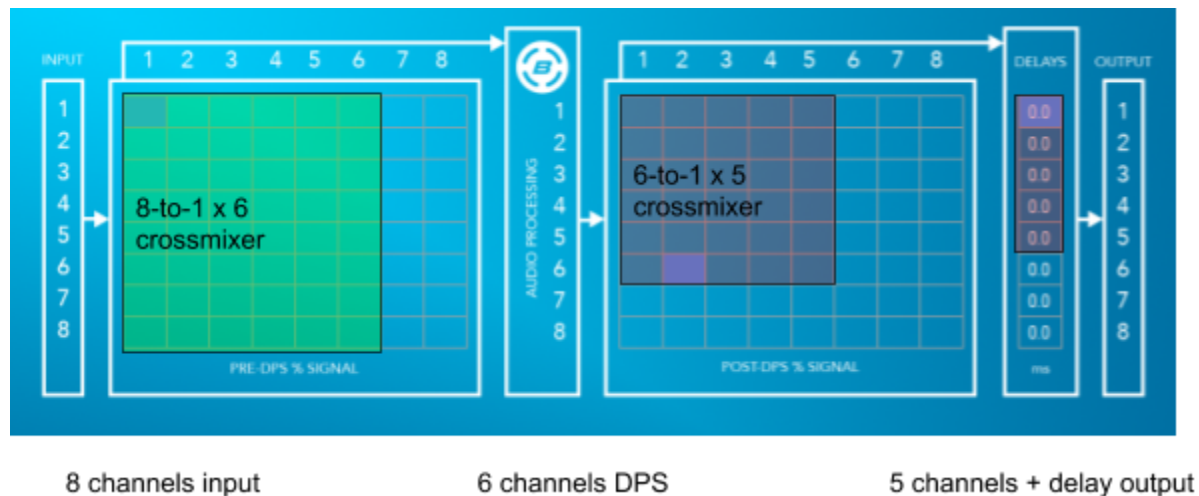 INPUT
1 2 3 4 5 6 7 8
1
2
3
4
5
6
7
8
8-to-1 x 6
crossmixer
PRE-DPS % SIGNAL
B
AUDIO PROCESSING
1
2
3
4
5
6
7
8
1 2 3 4 5 6 7 8
6-to-1 x 5
crossmixer
POST-DPS % SIGNAL
DELAYS
0.0
0.0
0.0
0.0
0.0
0.0
0.0
0.0
ms
OUTPUT
1
2
3
4
5
6
7
8
8 channels input
6 channels DPS
5 channels + delay output